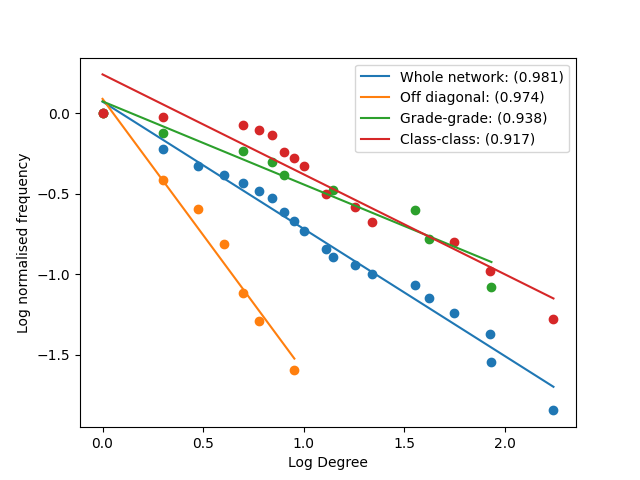 Whole network: (0.981)
Off diagonal: (0.974)
Grade-grade: (0.938)
Class-class: (0.917)
0.0
−0.5
−1.0
−1.5
Log normalised frequency
0.0 0.5 1.0 1.5 2.0
Log Degree